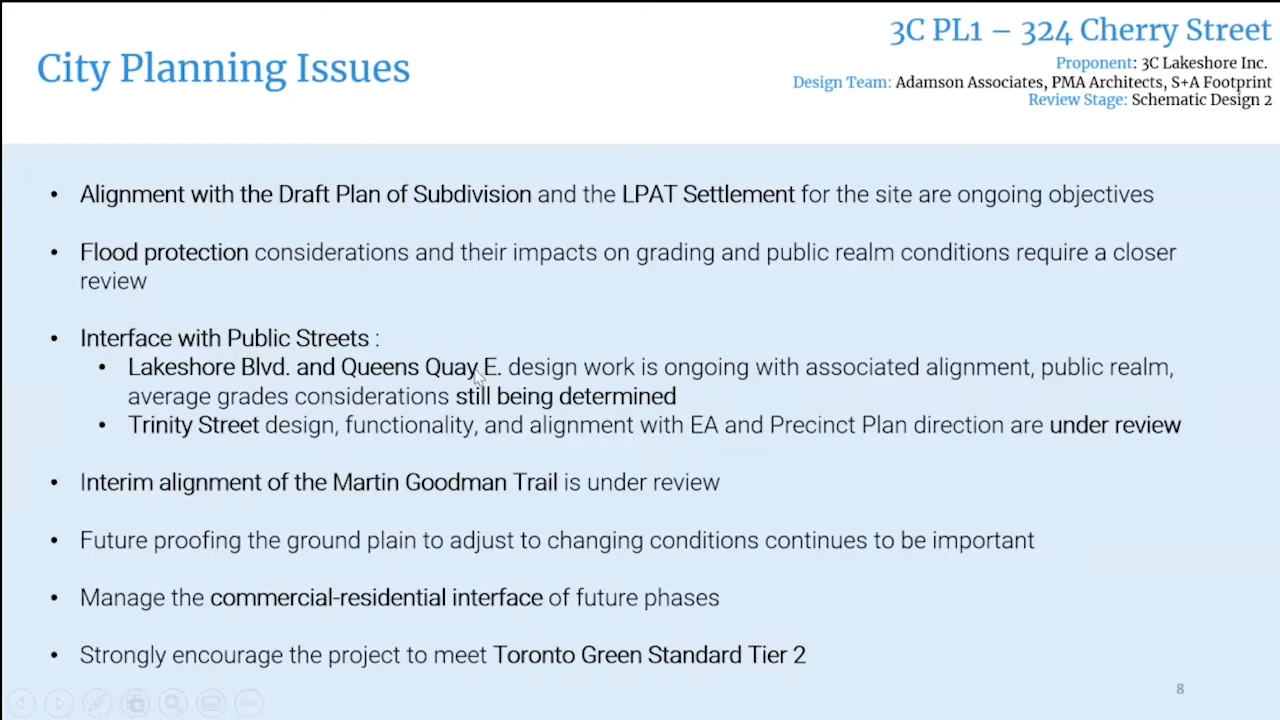 3C PL1 – 324 Cherry Street
City Planning Issues
Proponent: 3C Lakeshore Inc.
Design Team: Adamson Associates, PMA Architects, S+A Footprint
Review Stage: Schematic Design 2
• Alignment with the Draft Plan of Subdivision and the LPAT Settlement for the site are ongoing objectives
• Flood protection considerations and their impacts on grading and public realm conditions require a closer
review
• Interface with Public Streets :
• Lakeshore Blvd. and Queens Quay E. design work is ongoing with associated alignment, public realm,
average grades considerations still being determined
• Trinity Street design, functionality, and alignment with EA and Precinct Plan direction are under review
• Interim alignment of the Martin Goodman Trail is under review
• Future proofing the ground plain to adjust to changing conditions continues to be important
• Manage the commercial-residential interface of future phases
• Strongly encourage the project to meet Toronto Green Standard Tier 2
8